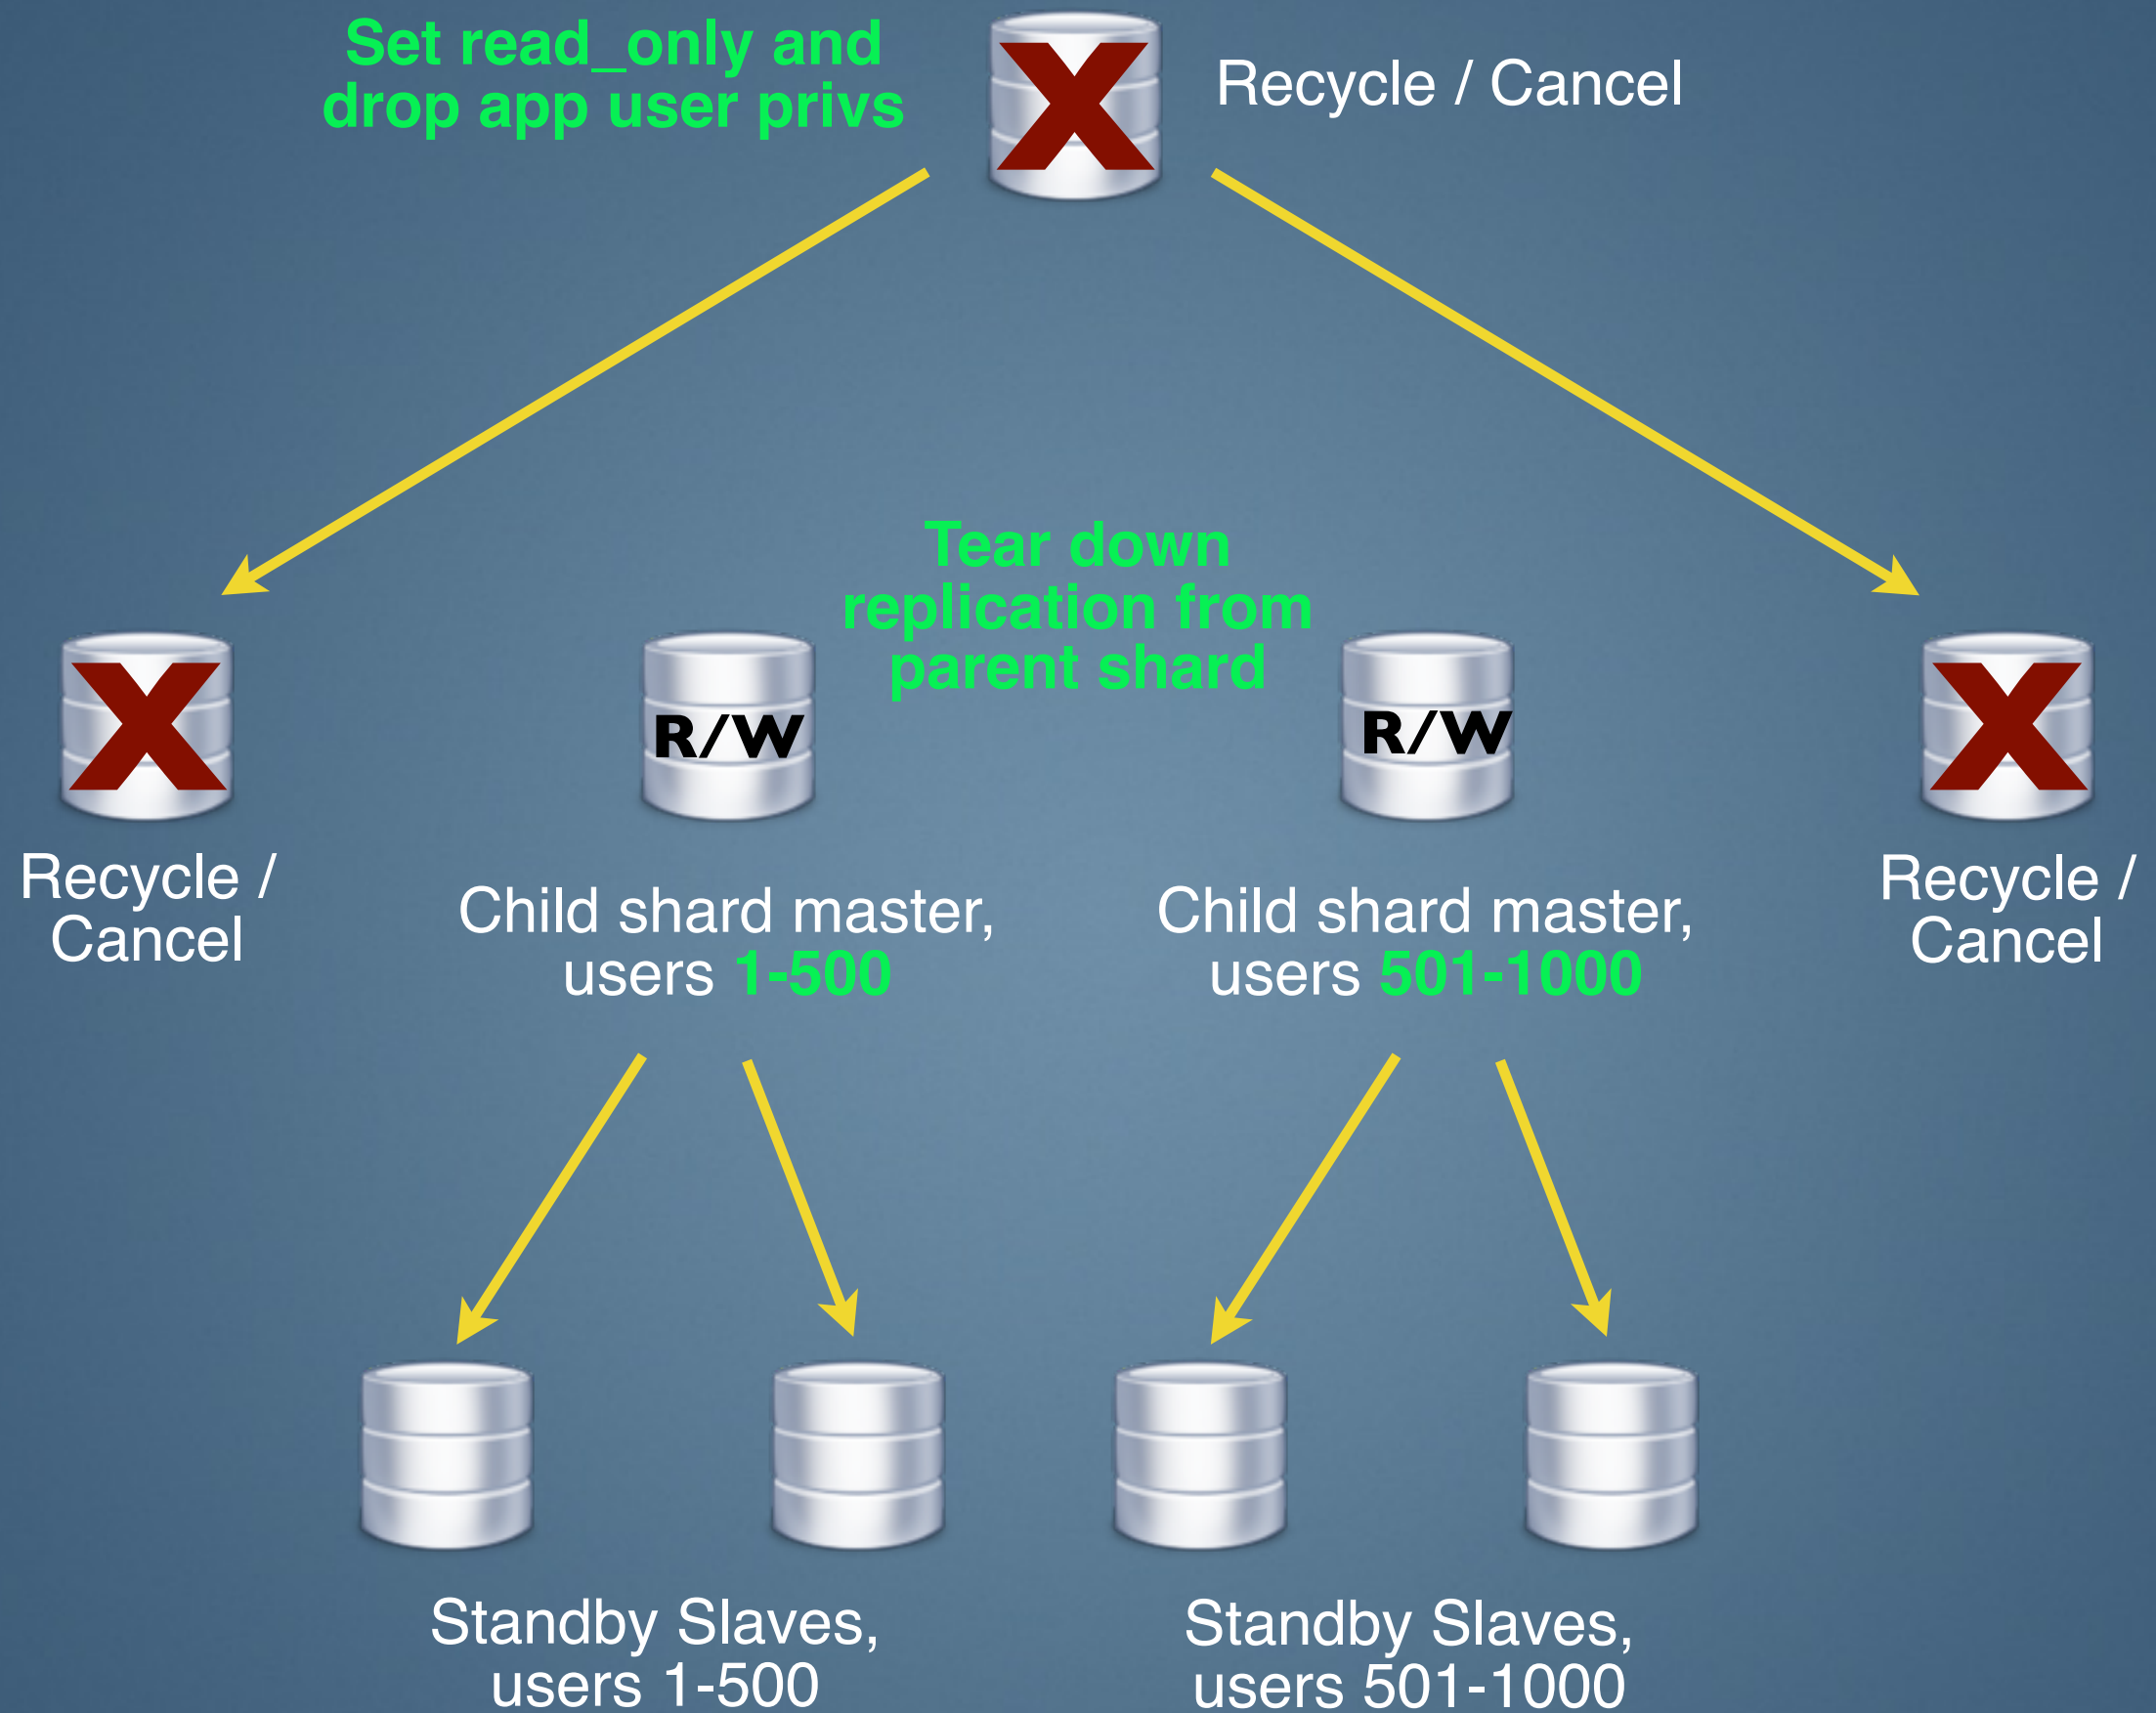 Set read_only and
drop app user privs
X
Recycle / Cancel
Tear down
replication from
parent shard
X
R/W
R/W
X
Recycle /
Cancel
Child shard master,
users 1-500
Child shard master,
users 501-1000
Recycle /
Cancel
Standby Slaves,
users 1-500
Standby Slaves,
users 501-1000